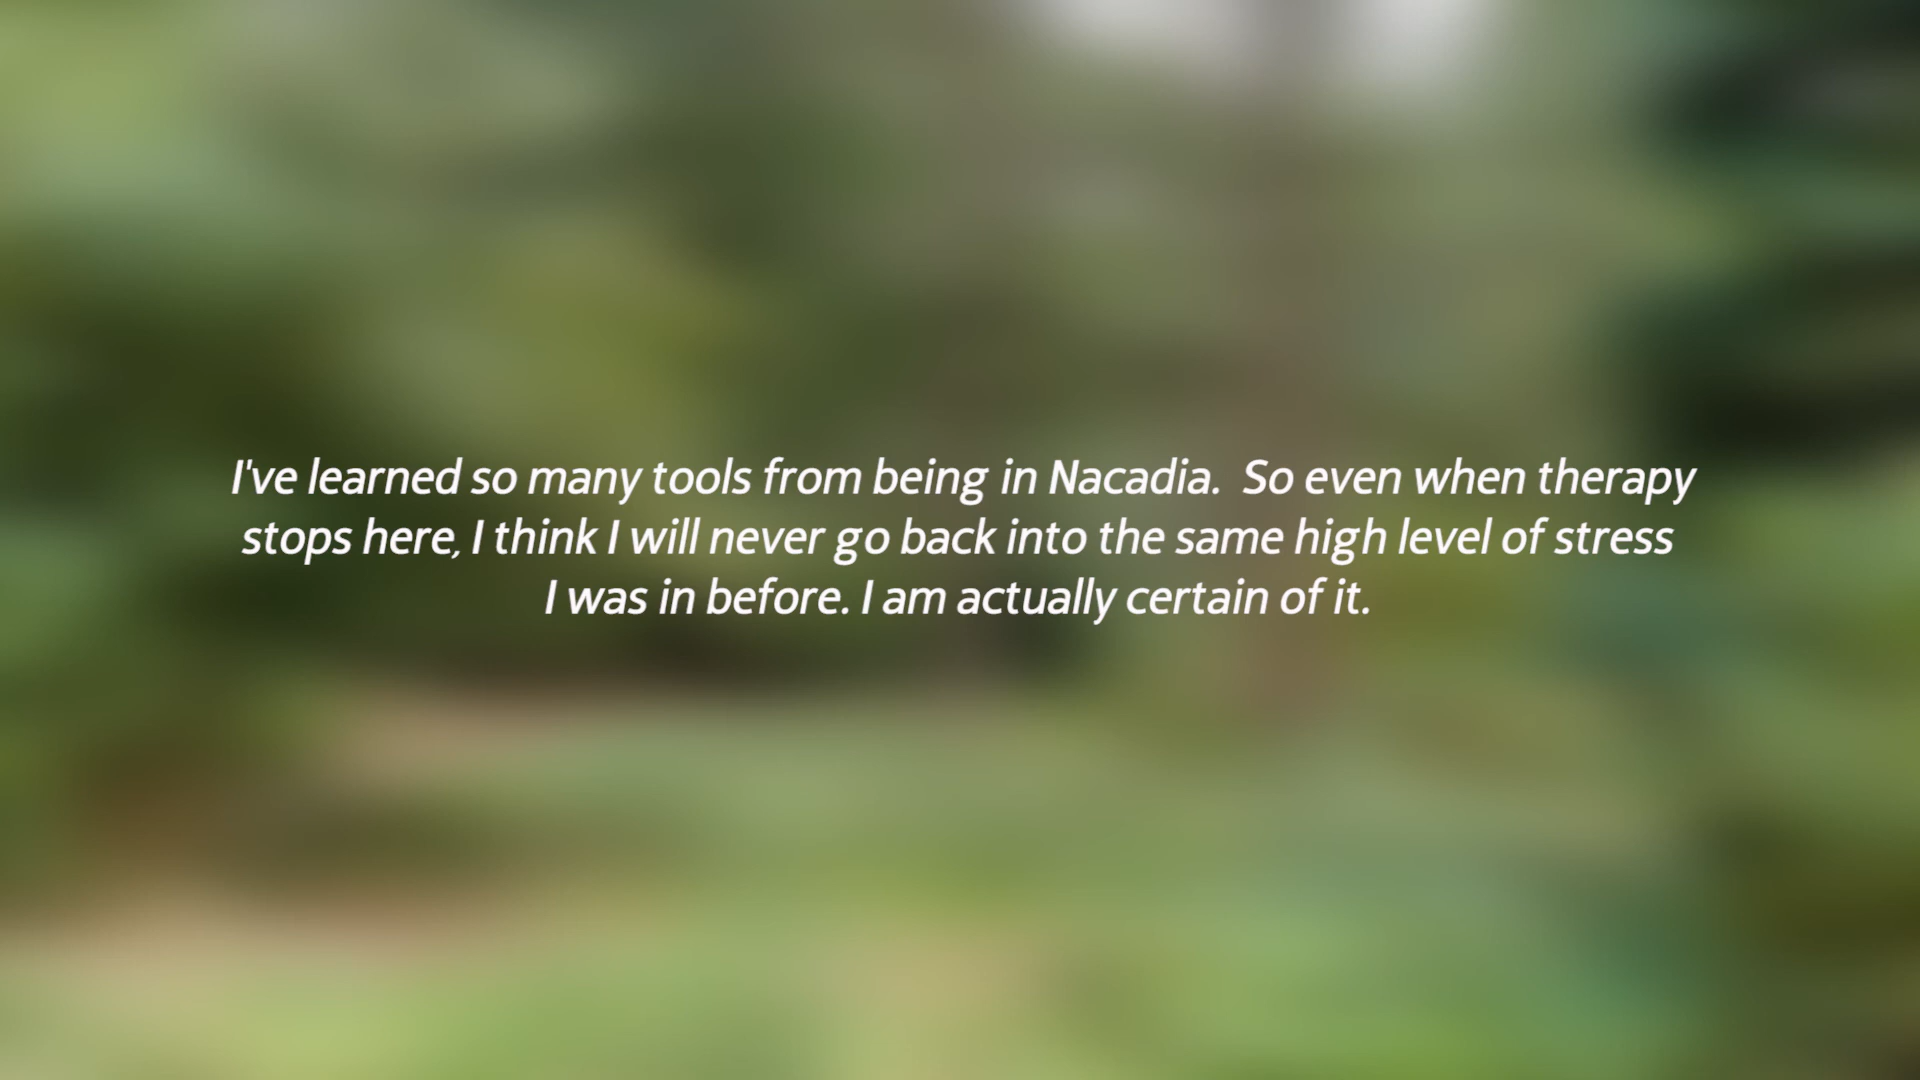 I've learned so many tools from being in Nacadia.  So even when therapy
stops here, I think I will never go back into the same high level of stress
I was in before. I am actually certain of it.